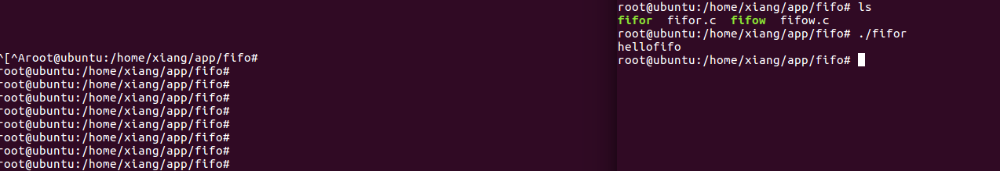 ^[^Aroot@ubuntu:/home/xiang/app/fifo#
root@ubuntu:/home/xiang/app/fifo#
root@ubuntu:/home/xiang/app/fifo#
root@ubuntu:/home/xiang/app/fifo#
root@ubuntu:/home/xiang/app/fifo#
root@ubuntu:/home/xiang/app/fifo#
root@ubuntu:/home/xiang/app/fifo#
root@ubuntu:/home/xiang/app/fifo#
root@ubuntu:/home/xiang/app/fifo#
root@ubuntu:/home/xiang/app/fifo# ls
fifor  fifor.c  fifow  fifow.c
root@ubuntu:/home/xiang/app/fifo# ./fifor
hellofifo
root@ubuntu:/home/xiang/app/fifo#